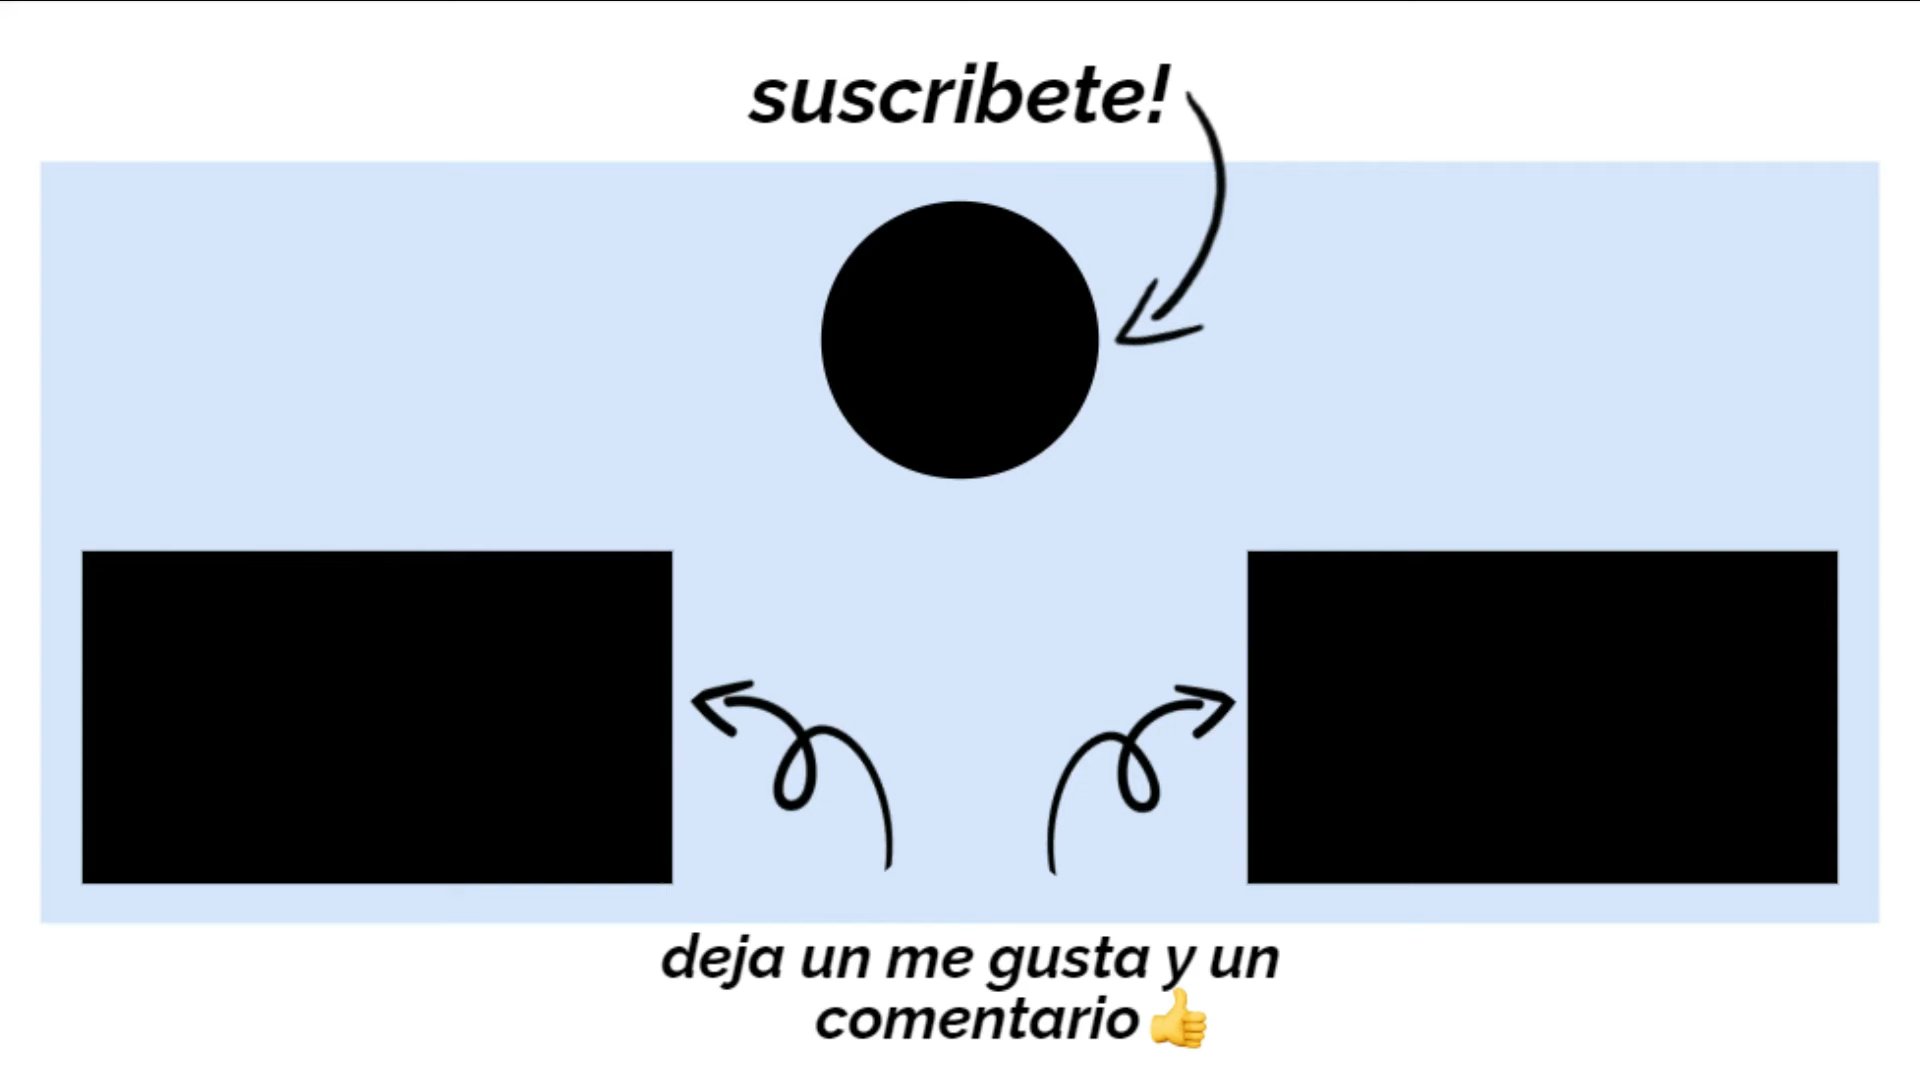 suscribete!
deja un me gusta y un
comentario👍